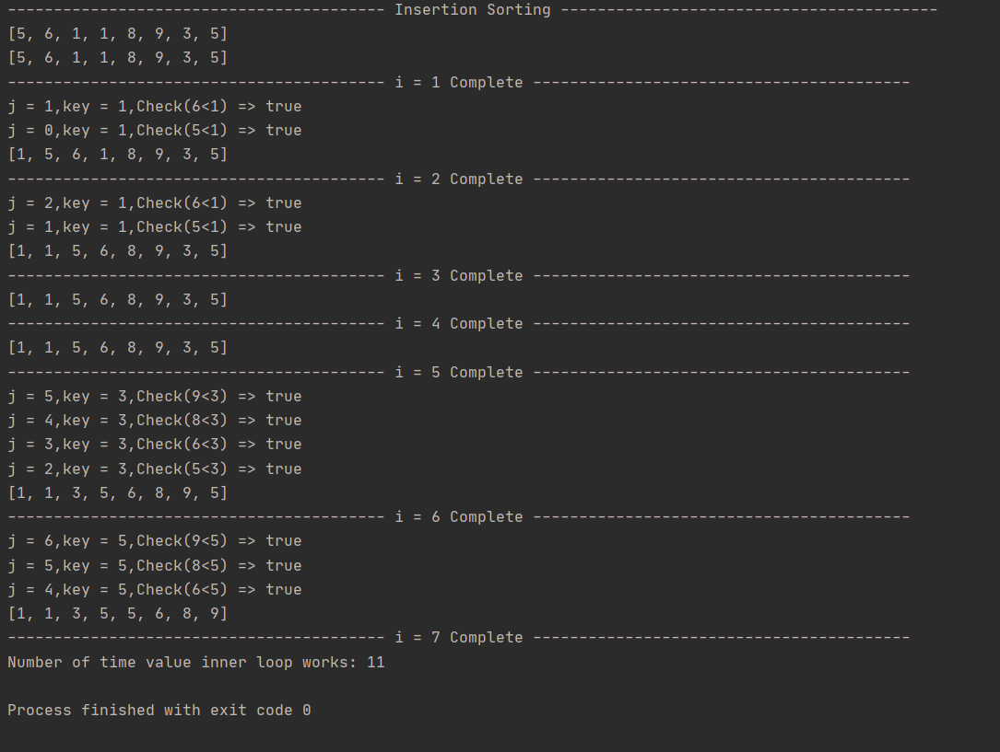 ----------------------------------------- Insertion Sorting -----------------------------------------
[5, 6, 1, 1, 8, 9, 3, 5]
[5, 6, 1, 1, 8, 9, 3, 5]
----------------------------------------- i = 1 Complete -----------------------------------------
j = 1,key = 1,Check(6<1) => true
j = 0,key = 1,Check(5<1) => true
[1, 5, 6, 1, 8, 9, 3, 5]
----------------------------------------- i = 2 Complete -----------------------------------------
j = 2,key = 1,Check(6<1) => true
j = 1,key = 1,Check(5<1) => true
[1, 1, 5, 6, 8, 9, 3, 5]
----------------------------------------- i = 3 Complete -----------------------------------------
[1, 1, 5, 6, 8, 9, 3, 5]
----------------------------------------- i = 4 Complete -----------------------------------------
[1, 1, 5, 6, 8, 9, 3, 5]
----------------------------------------- i = 5 Complete -----------------------------------------
j = 5,key = 3,Check(9<3) => true
j = 4,key = 3,Check(8<3) => true
j = 3,key = 3,Check(6<3) => true
j = 2,key = 3,Check(5<3) => true
[1, 1, 3, 5, 6, 8, 9, 5]
----------------------------------------- i = 6 Complete -----------------------------------------
j = 6,key = 5,Check(9<5) => true
j = 5,key = 5,Check(8<5) => true
j = 4,key = 5,Check(6<5) => true
[1, 1, 3, 5, 5, 6, 8, 9]
----------------------------------------- i = 7 Complete -----------------------------------------
Number of time value inner loop works: 11
Process finished with exit code 0